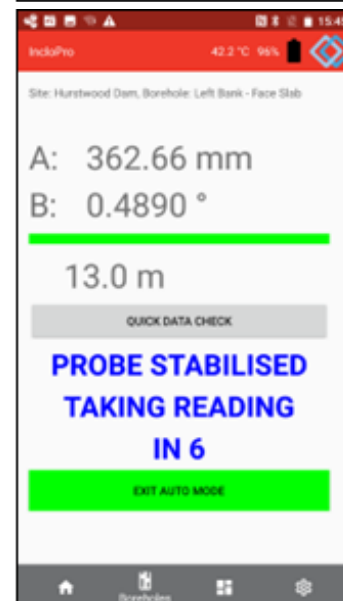 15:45
IncloPro 42.2 °C 96%
Site: Hurstwood Dam, Borehole: Left Bank - Face Slab
A: 362.66 mm
B: 0.4890 °
13.0 m
QUICK DATA CHECK
PROBE STABILISED
TAKING READING
IN 6
EXIT AUTO MODE
Boreholes